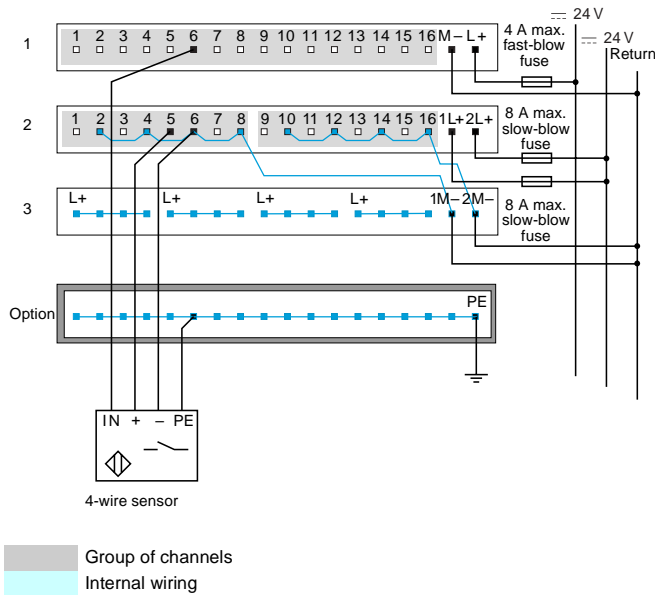 24 V
1 2 3 4 5 6 7 8 9 10 11 12 13 14 15 16 M– L+
1
4 A max.
fast-blow
fuse
24 V
Return
1 2 3 4 5 6 7 8 9 10 11 12 13 14 15 16 1L+ 2L+
2
8 A max.
slow-blow
fuse
L+ L+ L+ L+ 1M– 2M–
3
8 A max.
slow-blow
fuse
PE
Option
IN + – PE
4-wire sensor
Group of channels
Internal wiring